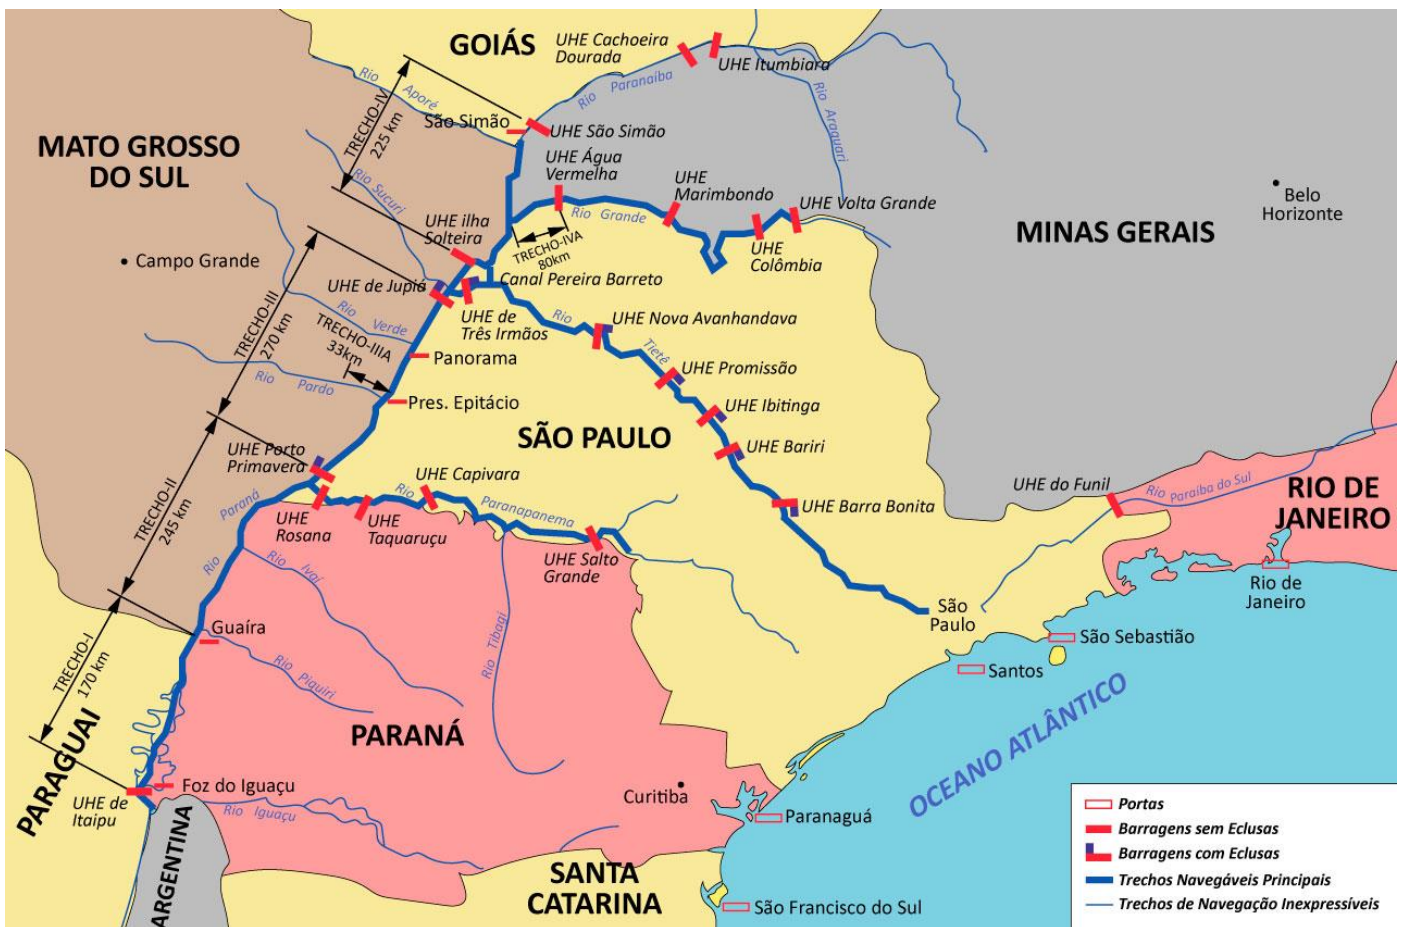 GOIÁS
UHE Cachoeira
Dourada
UHE Itumbiara
Rio Aporé
Rio Paranaíba
Rio Araguari
TRECHO-IV
225 km
São Simão
UHE São Simão
MATO GROSSO
DO SUL
UHE Água
Vermelha
UHE
Marimbondo
UHE Volta Grande
Belo
Horizonte
Rio Sucuri
Rio Grande
MINAS GERAIS
UHE ilha
Solteira
TRECHO-IVA
80km
UHE
Colômbia
Campo Grande
UHE de Jupiá
Canal Pereira Barreto
TRECHO-III
270 km
Rio Verde
UHE de
Três Irmãos
Rio Tieté
UHE Nova Avanhandava
TRECHO-IIIA
33km
Panorama
UHE Promissão
Rio Pardo
Pres. Epitácio
UHE Ibitinga
SÃO PAULO
UHE Bariri
UHE Porto
Primavera
UHE Capivara
UHE do Funil
Rio Paraiba do Sul
RIO DE
JANEIRO
TRECHO-II
245 km
Rio Paraná
Rio Paranapanema
UHE Barra Bonita
UHE
Rosana
UHE
Taquaruçu
UHE Salto
Grande
Rio Ivaí
Rio de
Janeiro
São
Paulo
TRECHO-I
170 km
Guaíra
Rio Piquiri
Rio Tibagi
São Sebastião
Santos
PARANÁ
OCEANO ATLÂNTICO
PARAGUAI
Foz do Iguaçu
UHE de
Itaipu
Rio Iguaçu
Curitiba
Paranaguá
ARGENTINA
SANTA
CATARINA
São Francisco do Sul
Portas
Barragens sem Eclusas
Barragens com Eclusas
Trechos Navegáveis Principais
Trechos de Navegação Inexpressíveis